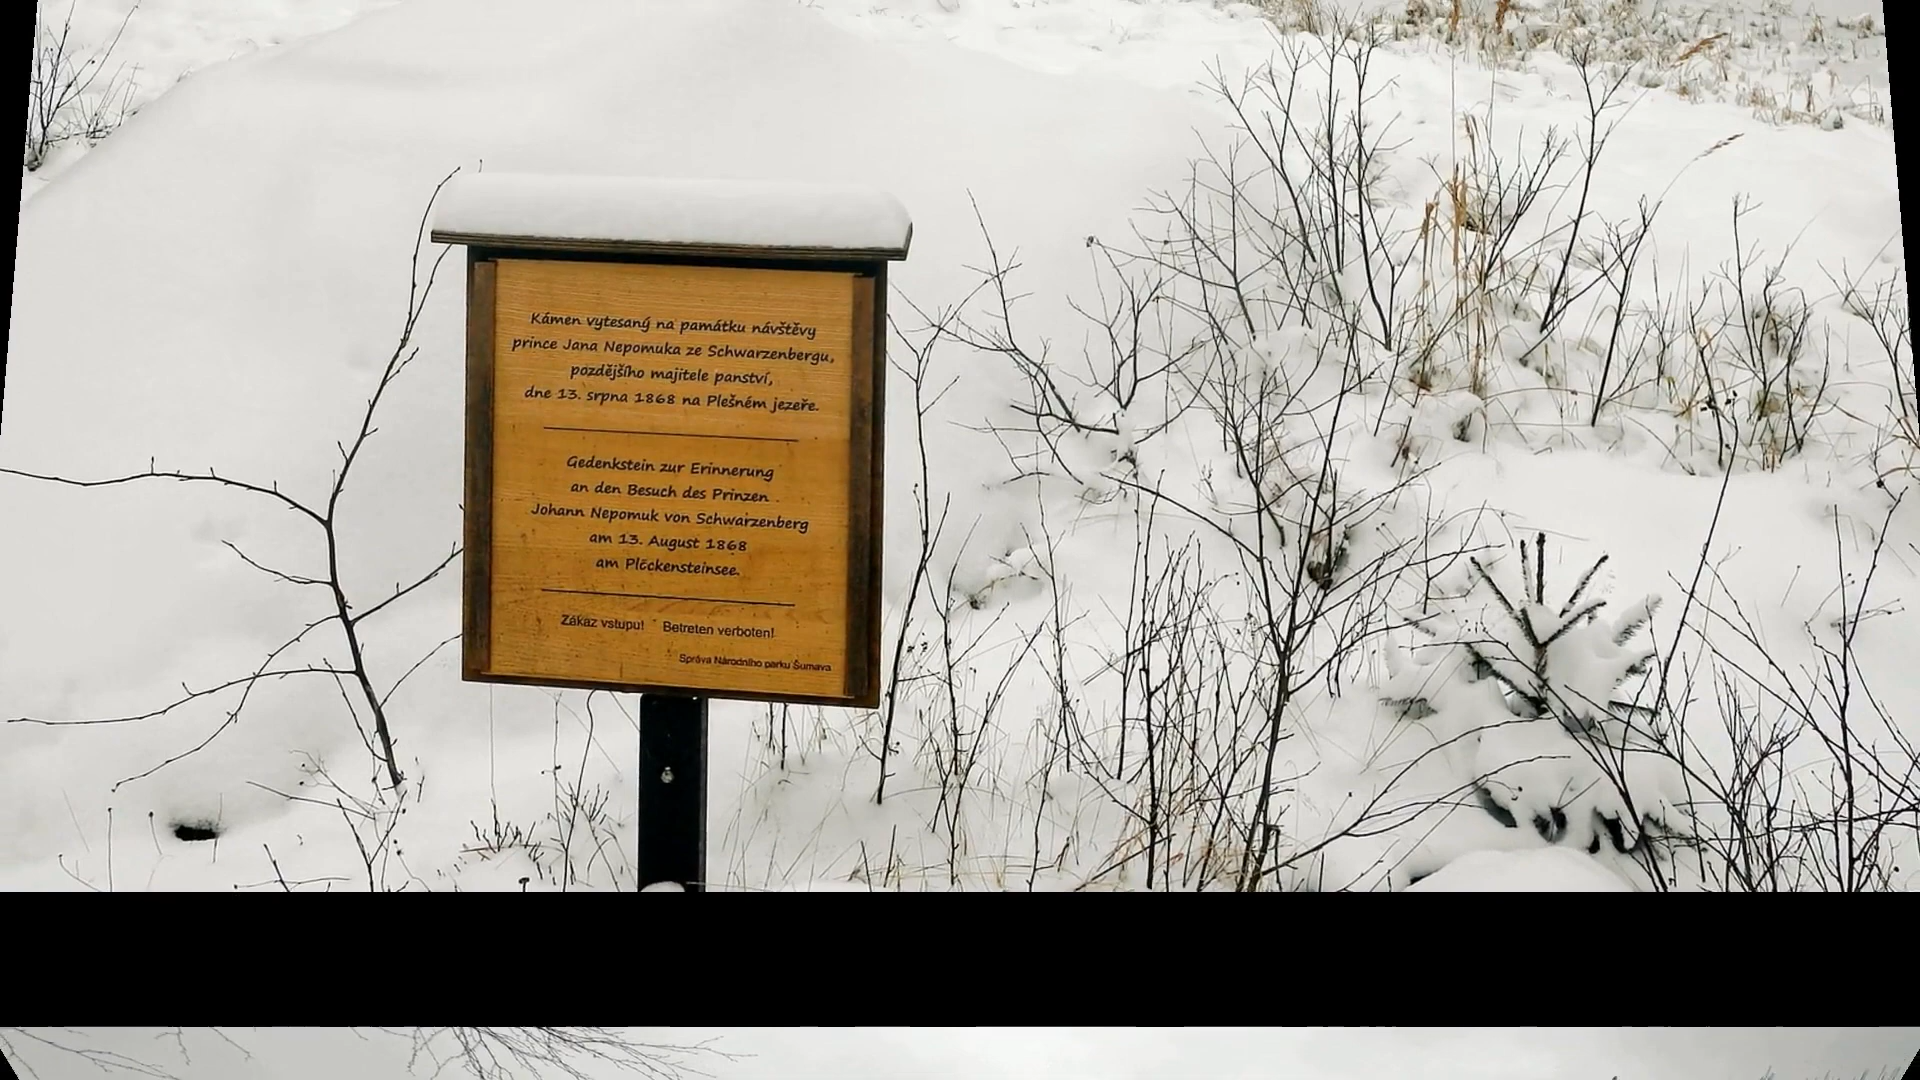 Kámen vytesaný na památku návštěvy
prince Jana Nepomuka ze Schwarzenbergu,
pozdějšího majitele panství,
dne 13. srpna 1868 na Plešném jezeře.
Gedenkstein zur Erinnerung
an den Besuch des Prinzen
Johann Nepomuk von Schwarzenberg
am 13. August 1868
am Plöckensteinsee.
Zákaz vstupu! Betreten verboten!
Správa Národního parku Šumava